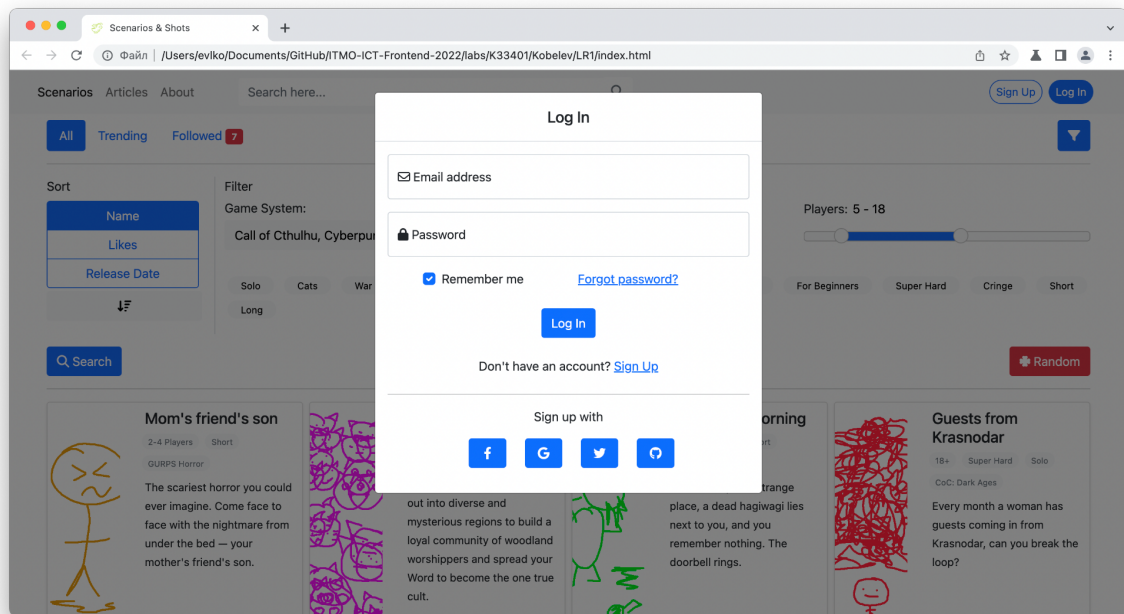 Scenarios & Shots
Файл | /Users/evlko/Documents/GitHub/ITMO-ICT-Frontend-2022/labs/K33401/Kobelev/LR1/index.html
Scenarios Articles About Search here... Sign Up Log In
All Trending Followed 7
Log In
Email address
Password
Remember me Forgot password?
Log In
Don't have an account? Sign Up
Sign up with
Sort
Name
Likes
Release Date
Filter
Game System:
Call of Cthulhu,
Solo Cats War
Long
Players: 5 - 18
For Beginners Super Hard Cringe Short
Search
Random
Mom's friend's son
2-4 Players Short
GURPS Horror
The scariest horror you could
ever imagine. Come face to
face with the nightmare from
under the bed — your
mother's friend's son.
out into diverse and
mysterious regions to build a
loyal community of woodland
worshippers and spread your
Word to become the one true
cult.
place, a dead hagiwagi lies
next to you, and you
remember nothing. The
doorbell rings.
Guests from
Krasnodar
18+ Super Hard Solo
CoC: Dark Ages
Every month a woman has
guests coming in from
Krasnodar, can you break the
loop?